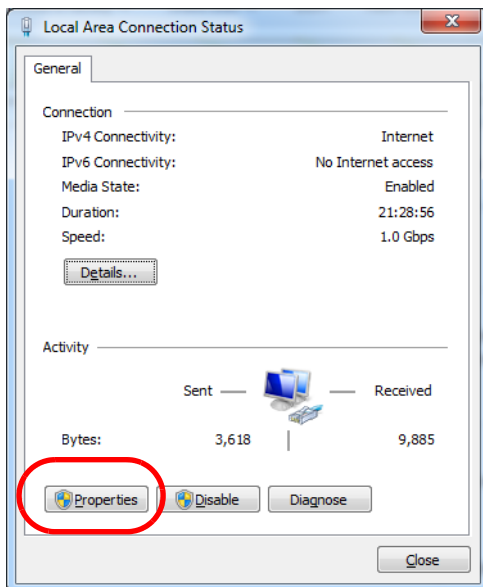 Local Area Connection Status
General
Connection
IPv4 Connectivity: Internet
IPv6 Connectivity: No Internet access
Media State: Enabled
Duration: 21:28:56
Speed: 1.0 Gbps
Details...
Activity
Sent Received
Bytes: 3,618 9,885
Properties Disable Diagnose
Close